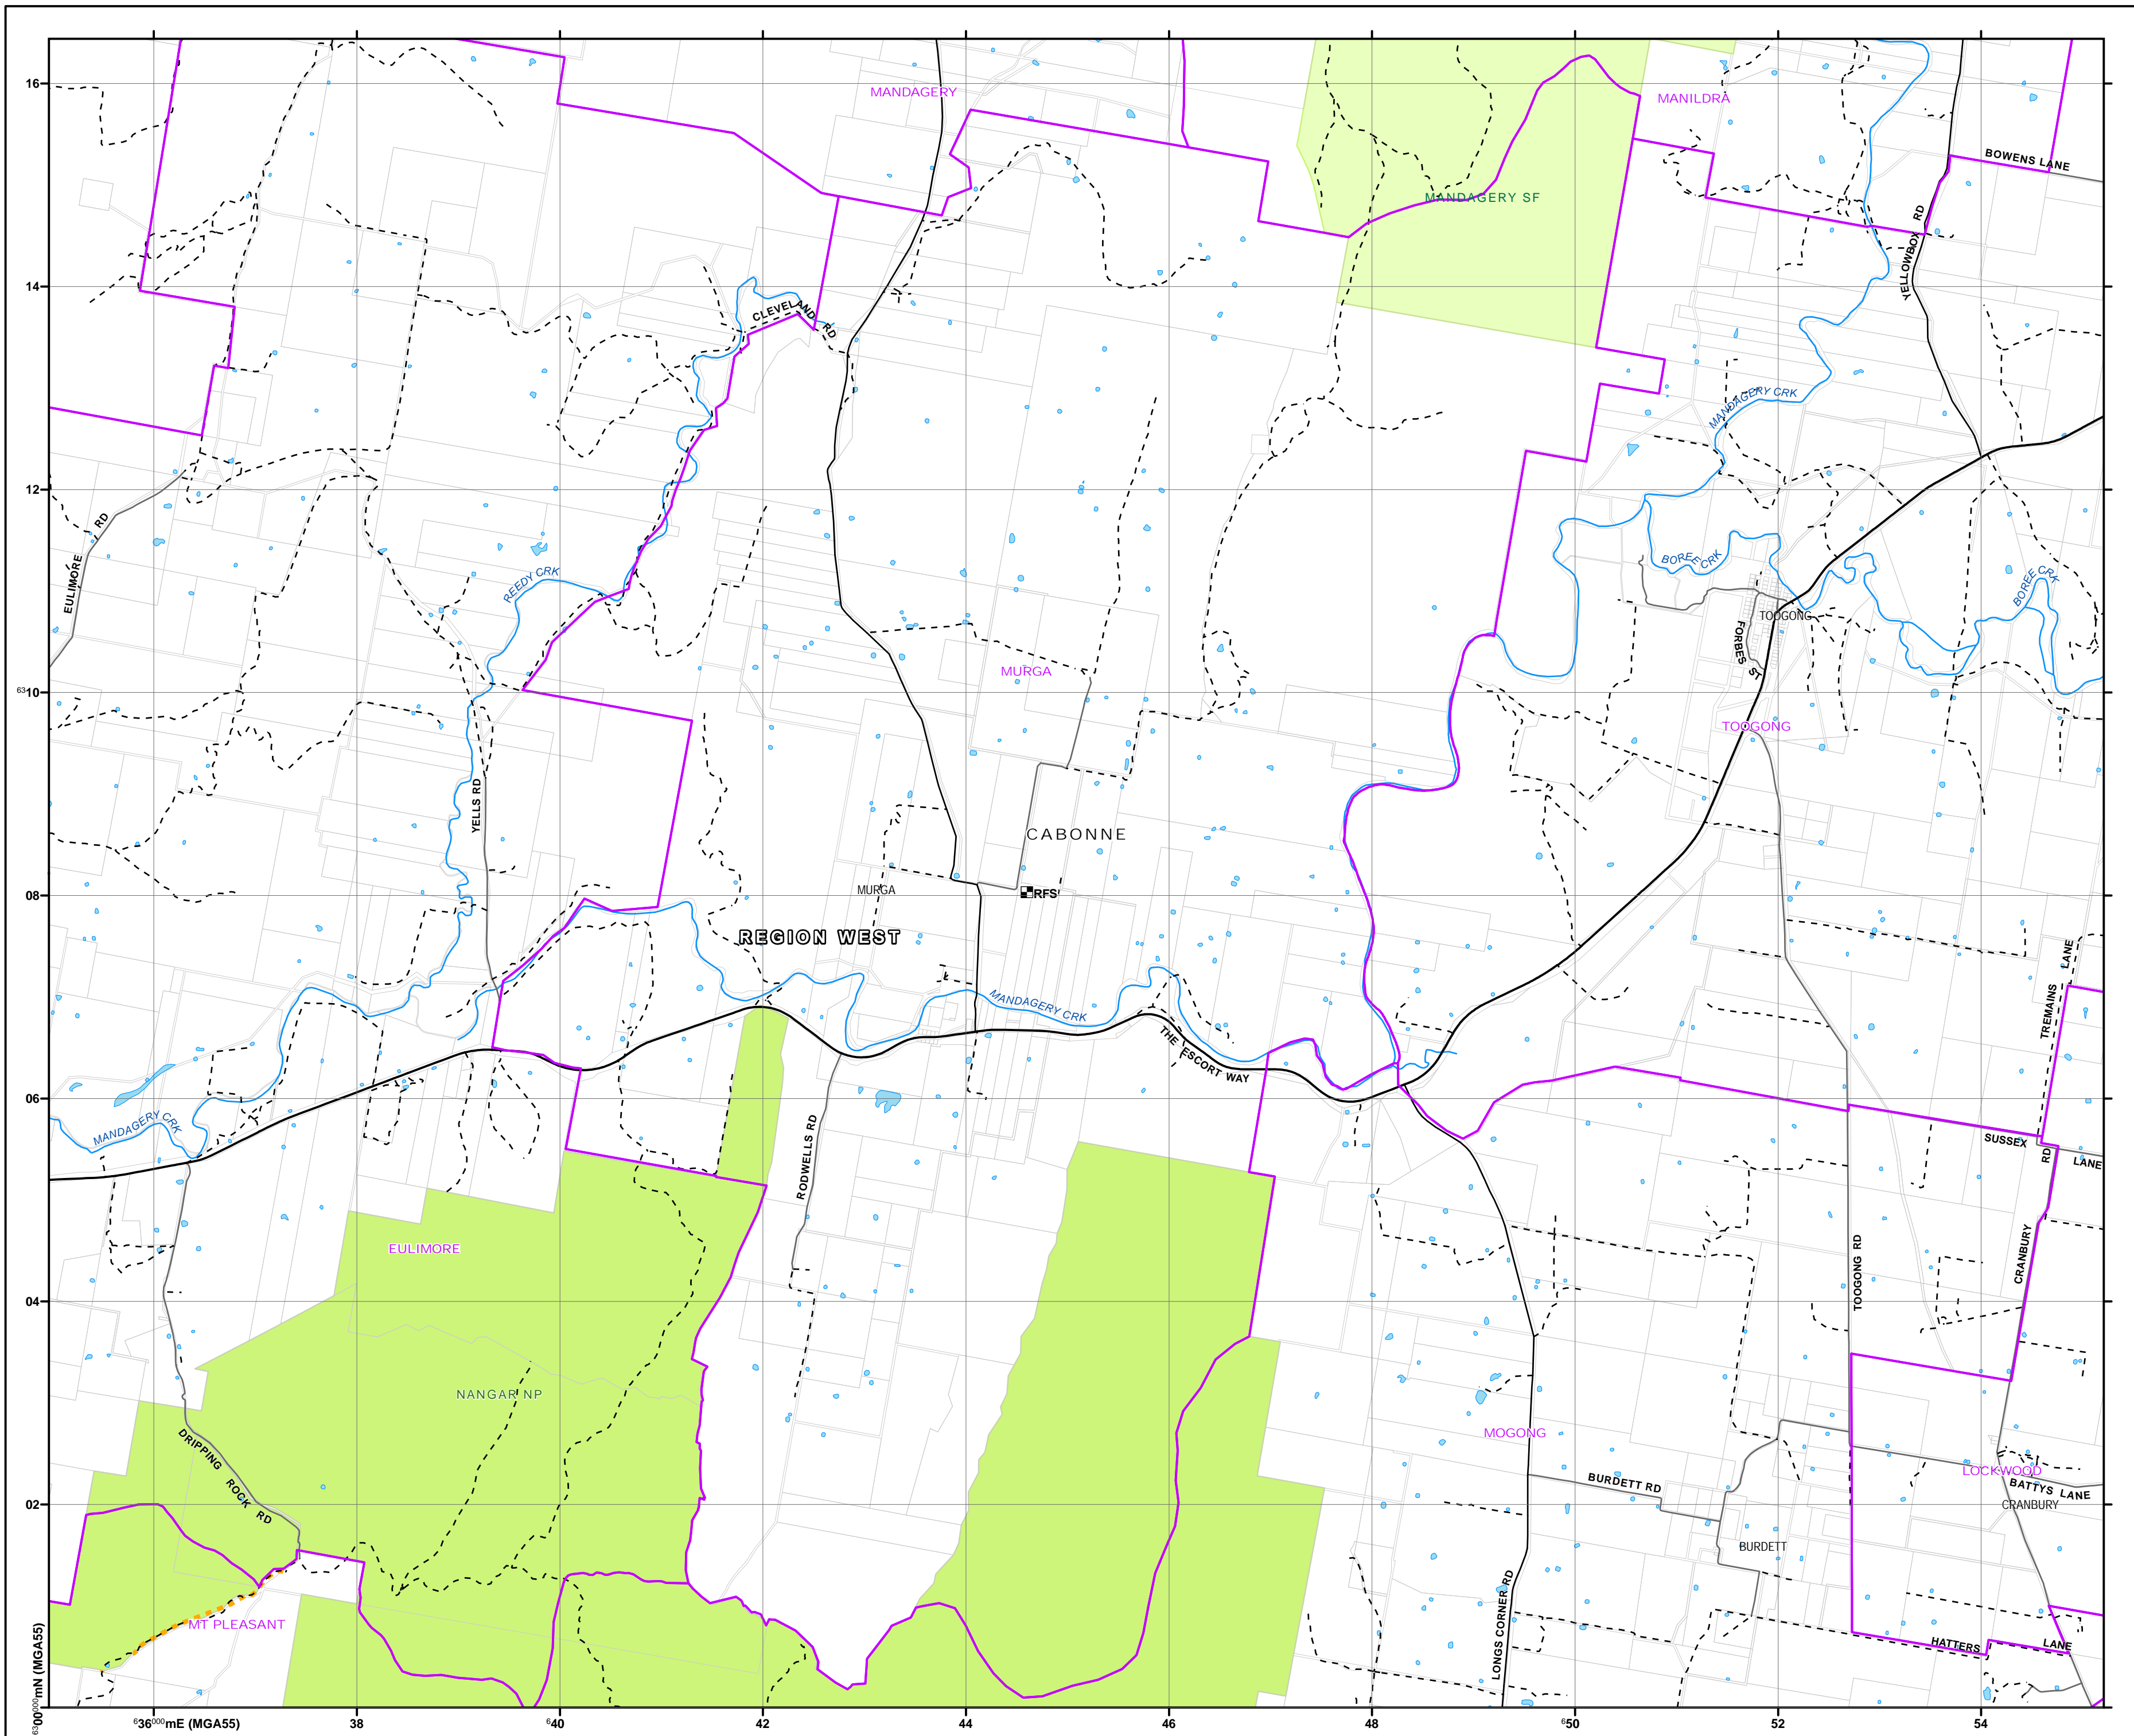 16
MANDAGERY
MANILDRA
BOWENS LANE
MANDAGERY SF
YELLOWBOX RD
14
CLEVELAND RD
MANDAGERY CRK
12
EULIMORE RD
REEDY CRK
BOREE CRK
BOREE CRK
TOOGONG
FORBES ST
MURGA
6310
TOOGONG
YELLS RD
CABONNE
08
MURGA
RFS
REGION WEST
TREMAINS LANE
MANDAGERY CRK
THE ESCORT WAY
06
MANDAGERY CRK
SUSSEX LANE
RODWELLS RD
EULIMORE
CRANBURY RD
TOOGONG RD
04
NANGAR NP
MOGONG
DRIPPING ROCK RD
LOCKWOOD
BURDETT RD
BATTYS LANE
02
CRANBURY
BURDETT
LONGS CORNER RD
MT PLEASANT
HATTERS LANE
6300000mN (MGA55)
636000mE (MGA55)
38
640
42
44
46
48
650
52
54